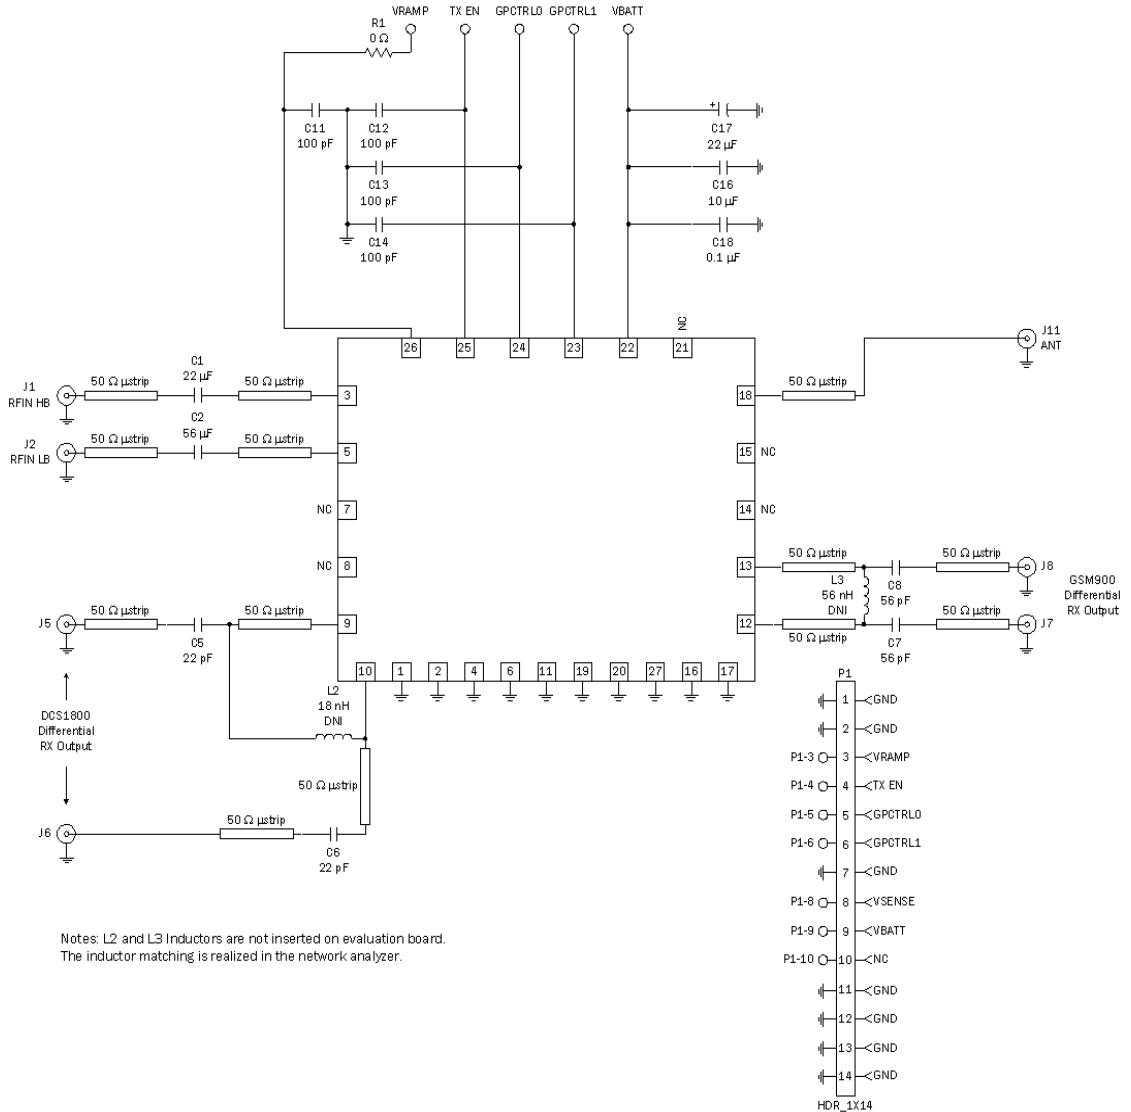 VRAMP TX EN GPCTRL0 GPCTRL1 VBATT
R1
0 Ω
C11
100 pF
C12
100 pF
+
C17
22 µF
C13
100 pF
C16
10 µF
C14
100 pF
C18
0.1 µF
NC
26 25 24 23 22 21
J11
ANT
J1
RFIN HB
50 Ω µstrip
C1
22 µF
50 Ω µstrip
3
18
50 Ω µstrip
J2
RFIN LB
50 Ω µstrip
C2
56 µF
50 Ω µstrip
5
15 NC
NC 7
14 NC
NC 8
13
50 Ω µstrip
C8
56 pF
50 Ω µstrip
J8
L3
56 nH
DNI
GSM900
Differential
RX Output
J5
50 Ω µstrip
C5
22 pF
50 Ω µstrip
9
12
50 Ω µstrip
C7
56 pF
50 Ω µstrip
J7
10 1 2 4 6 11 19 20 27 16 17
L2
18 nH
DNI
DCS1800
Differential
RX Output
50 Ω µstrip
J6
50 Ω µstrip
C6
22 pF
P1
1 GND
2 GND
P1-3 3 VRAMP
P1-4 4 TX EN
P1-5 5 GPCTRL0
P1-6 6 GPCTRL1
7 GND
P1-8 8 VSENSE
P1-9 9 VBATT
P1-10 10 NC
11 GND
12 GND
13 GND
14 GND
HDR_1X14
Notes: L2 and L3 Inductors are not inserted on evaluation board.
The inductor matching is realized in the network analyzer.